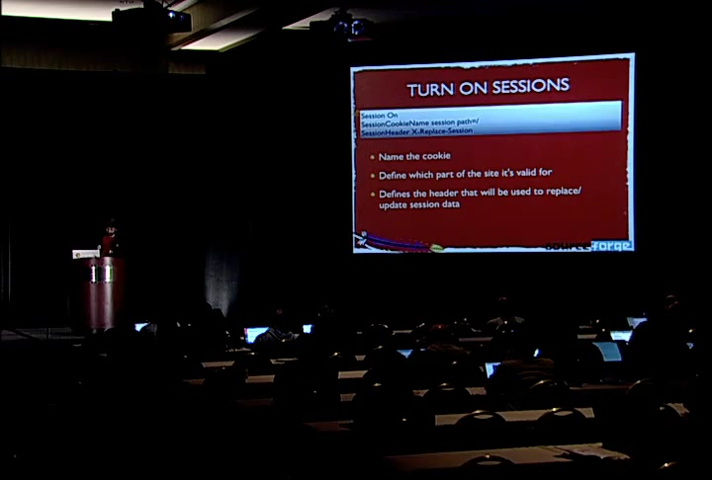 TURN ON SESSIONS
Session On
SessionCookieName session path=/
SessionHeader X-Replace-Session
Name the cookie
Define which part of the site it's valid for
Defines the header that will be used to replace/
update session data
sourceforge